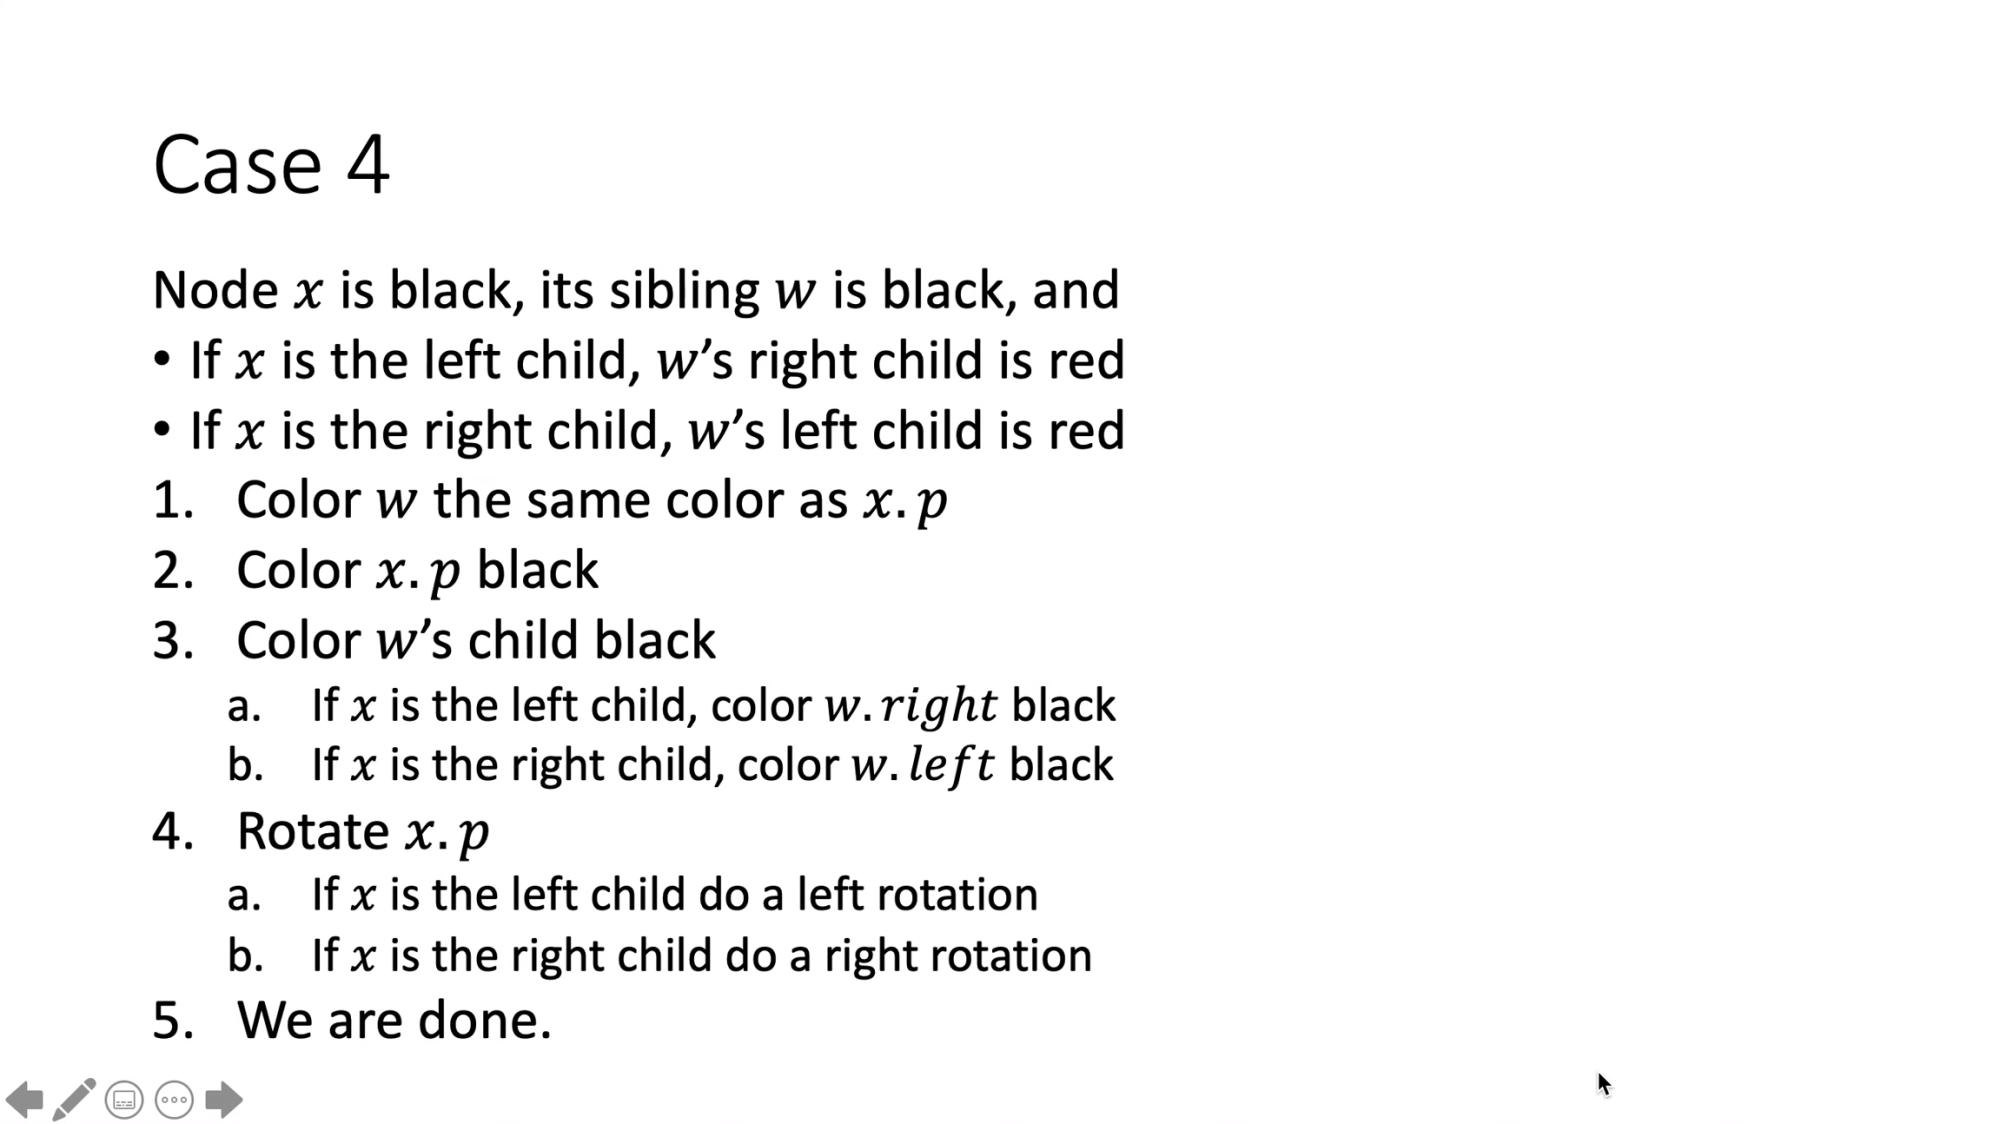 Case 4
Node x is black, its sibling w is black, and
• If x is the left child, w’s right child is red
• If x is the right child, w’s left child is red
1. Color w the same color as x.p
2. Color x.p black
3. Color w’s child black
a. If x is the left child, color w.right black
b. If x is the right child, color w.left black
4. Rotate x.p
a. If x is the left child do a left rotation
b. If x is the right child do a right rotation
5. We are done.